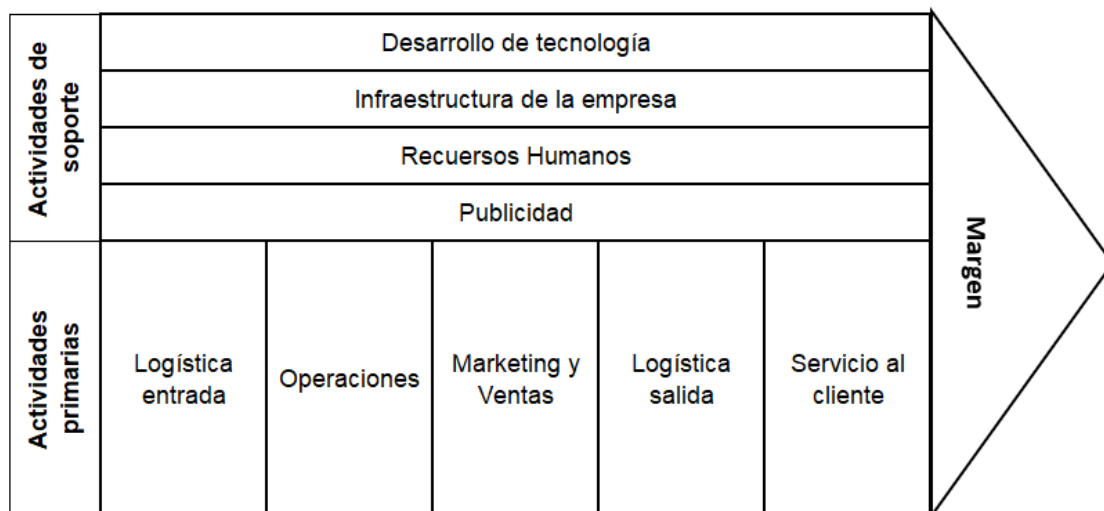 Actividades de
soporte
Desarrollo de tecnología
Infraestructura de la empresa
Recuersos Humanos
Publicidad
Actividades
primarias
Logística
entrada
Operaciones
Marketing y
Ventas
Logística
salida
Servicio al
cliente
Margen